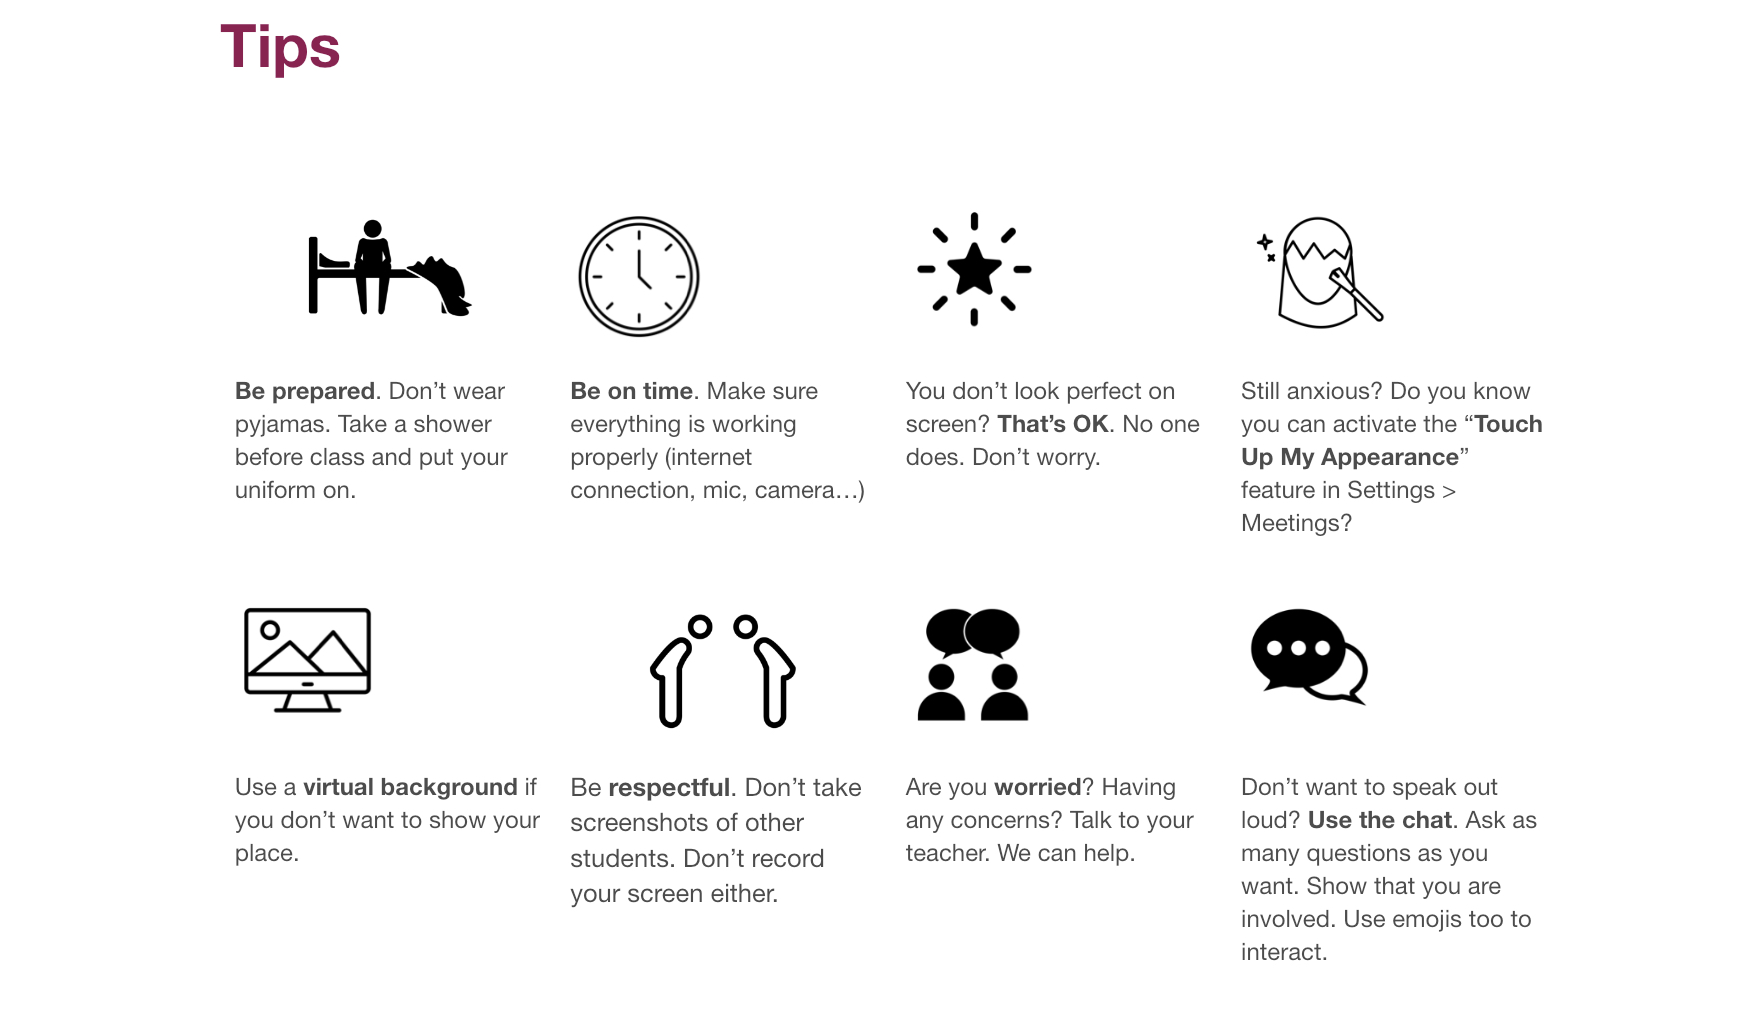 Tips
Be prepared. Don’t wear
pyjamas. Take a shower
before class and put your
uniform on.
Be on time. Make sure
everything is working
properly (internet
connection, mic, camera…)
You don’t look perfect on
screen? That’s OK. No one
does. Don’t worry.
Still anxious? Do you know
you can activate the “Touch
Up My Appearance”
feature in Settings >
Meetings?
Use a virtual background if
you don’t want to show your
place.
Be respectful. Don’t take
screenshots of other
students. Don’t record
your screen either.
Are you worried? Having
any concerns? Talk to your
teacher. We can help.
Don’t want to speak out
loud? Use the chat. Ask as
many questions as you
want. Show that you are
involved. Use emojis too to
interact.